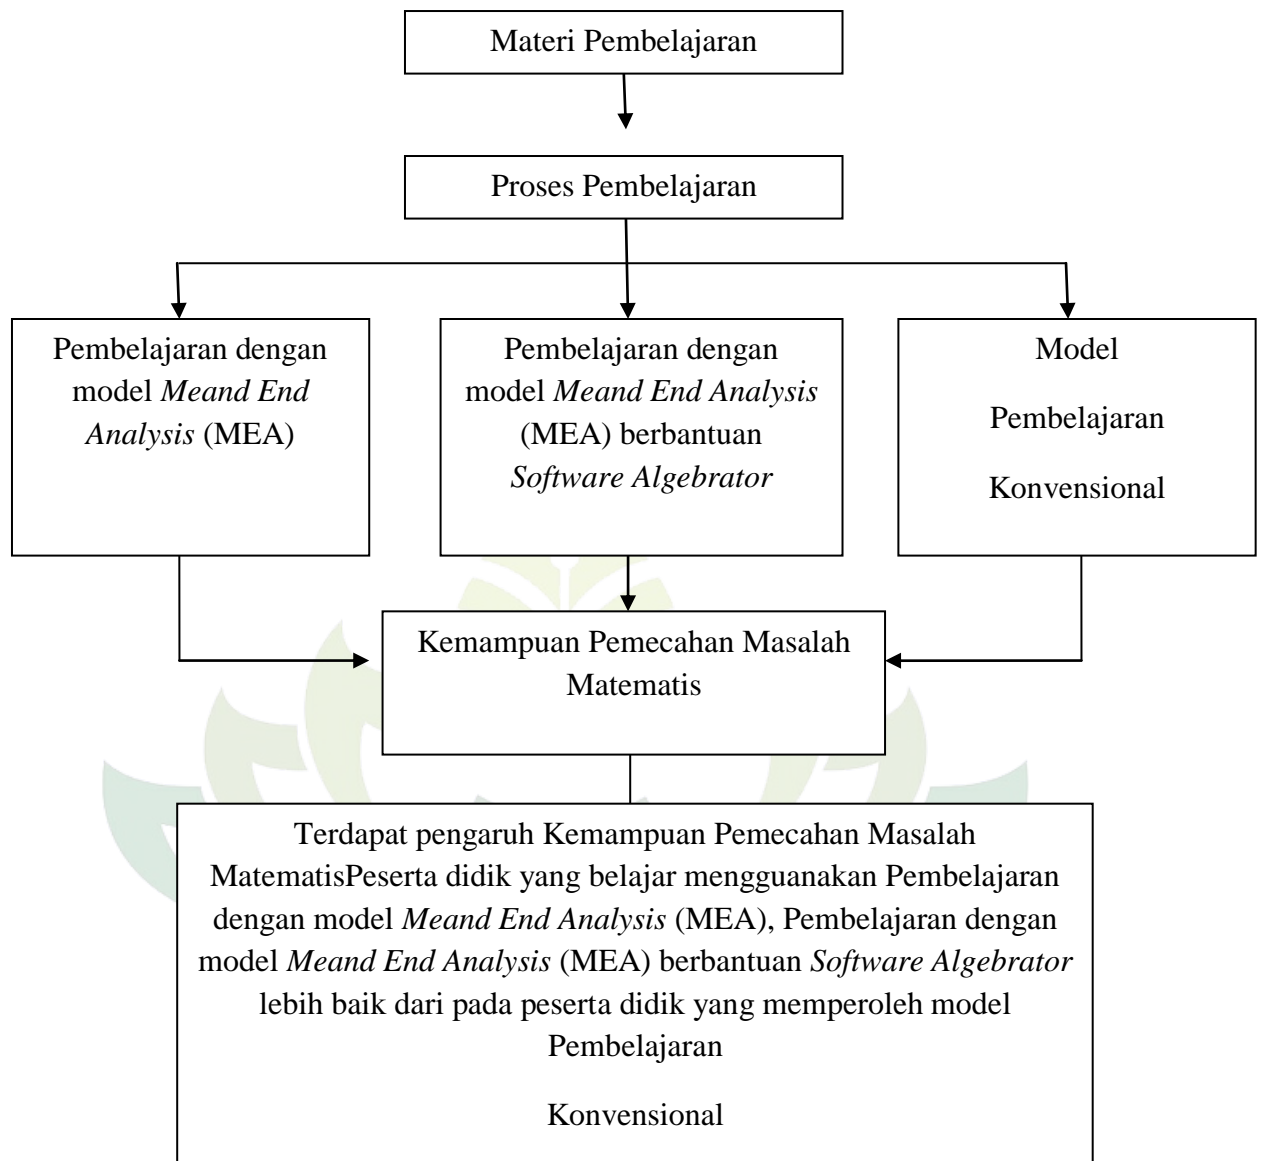 Materi Pembelajaran
Proses Pembelajaran
Pembelajaran dengan
model Meand End
Analysis (MEA)
Pembelajaran dengan
model Meand End Analysis
(MEA) berbantuan
Software Algebrator
Model
Pembelajaran
Konvensional
Kemampuan Pemecahan Masalah
Matematis
Terdapat pengaruh Kemampuan Pemecahan Masalah
MatematisPeserta didik yang belajar mengguanakan Pembelajaran
dengan model Meand End Analysis (MEA), Pembelajaran dengan
model Meand End Analysis (MEA) berbantuan Software Algebrator
lebih baik dari pada peserta didik yang memperoleh model
Pembelajaran
Konvensional